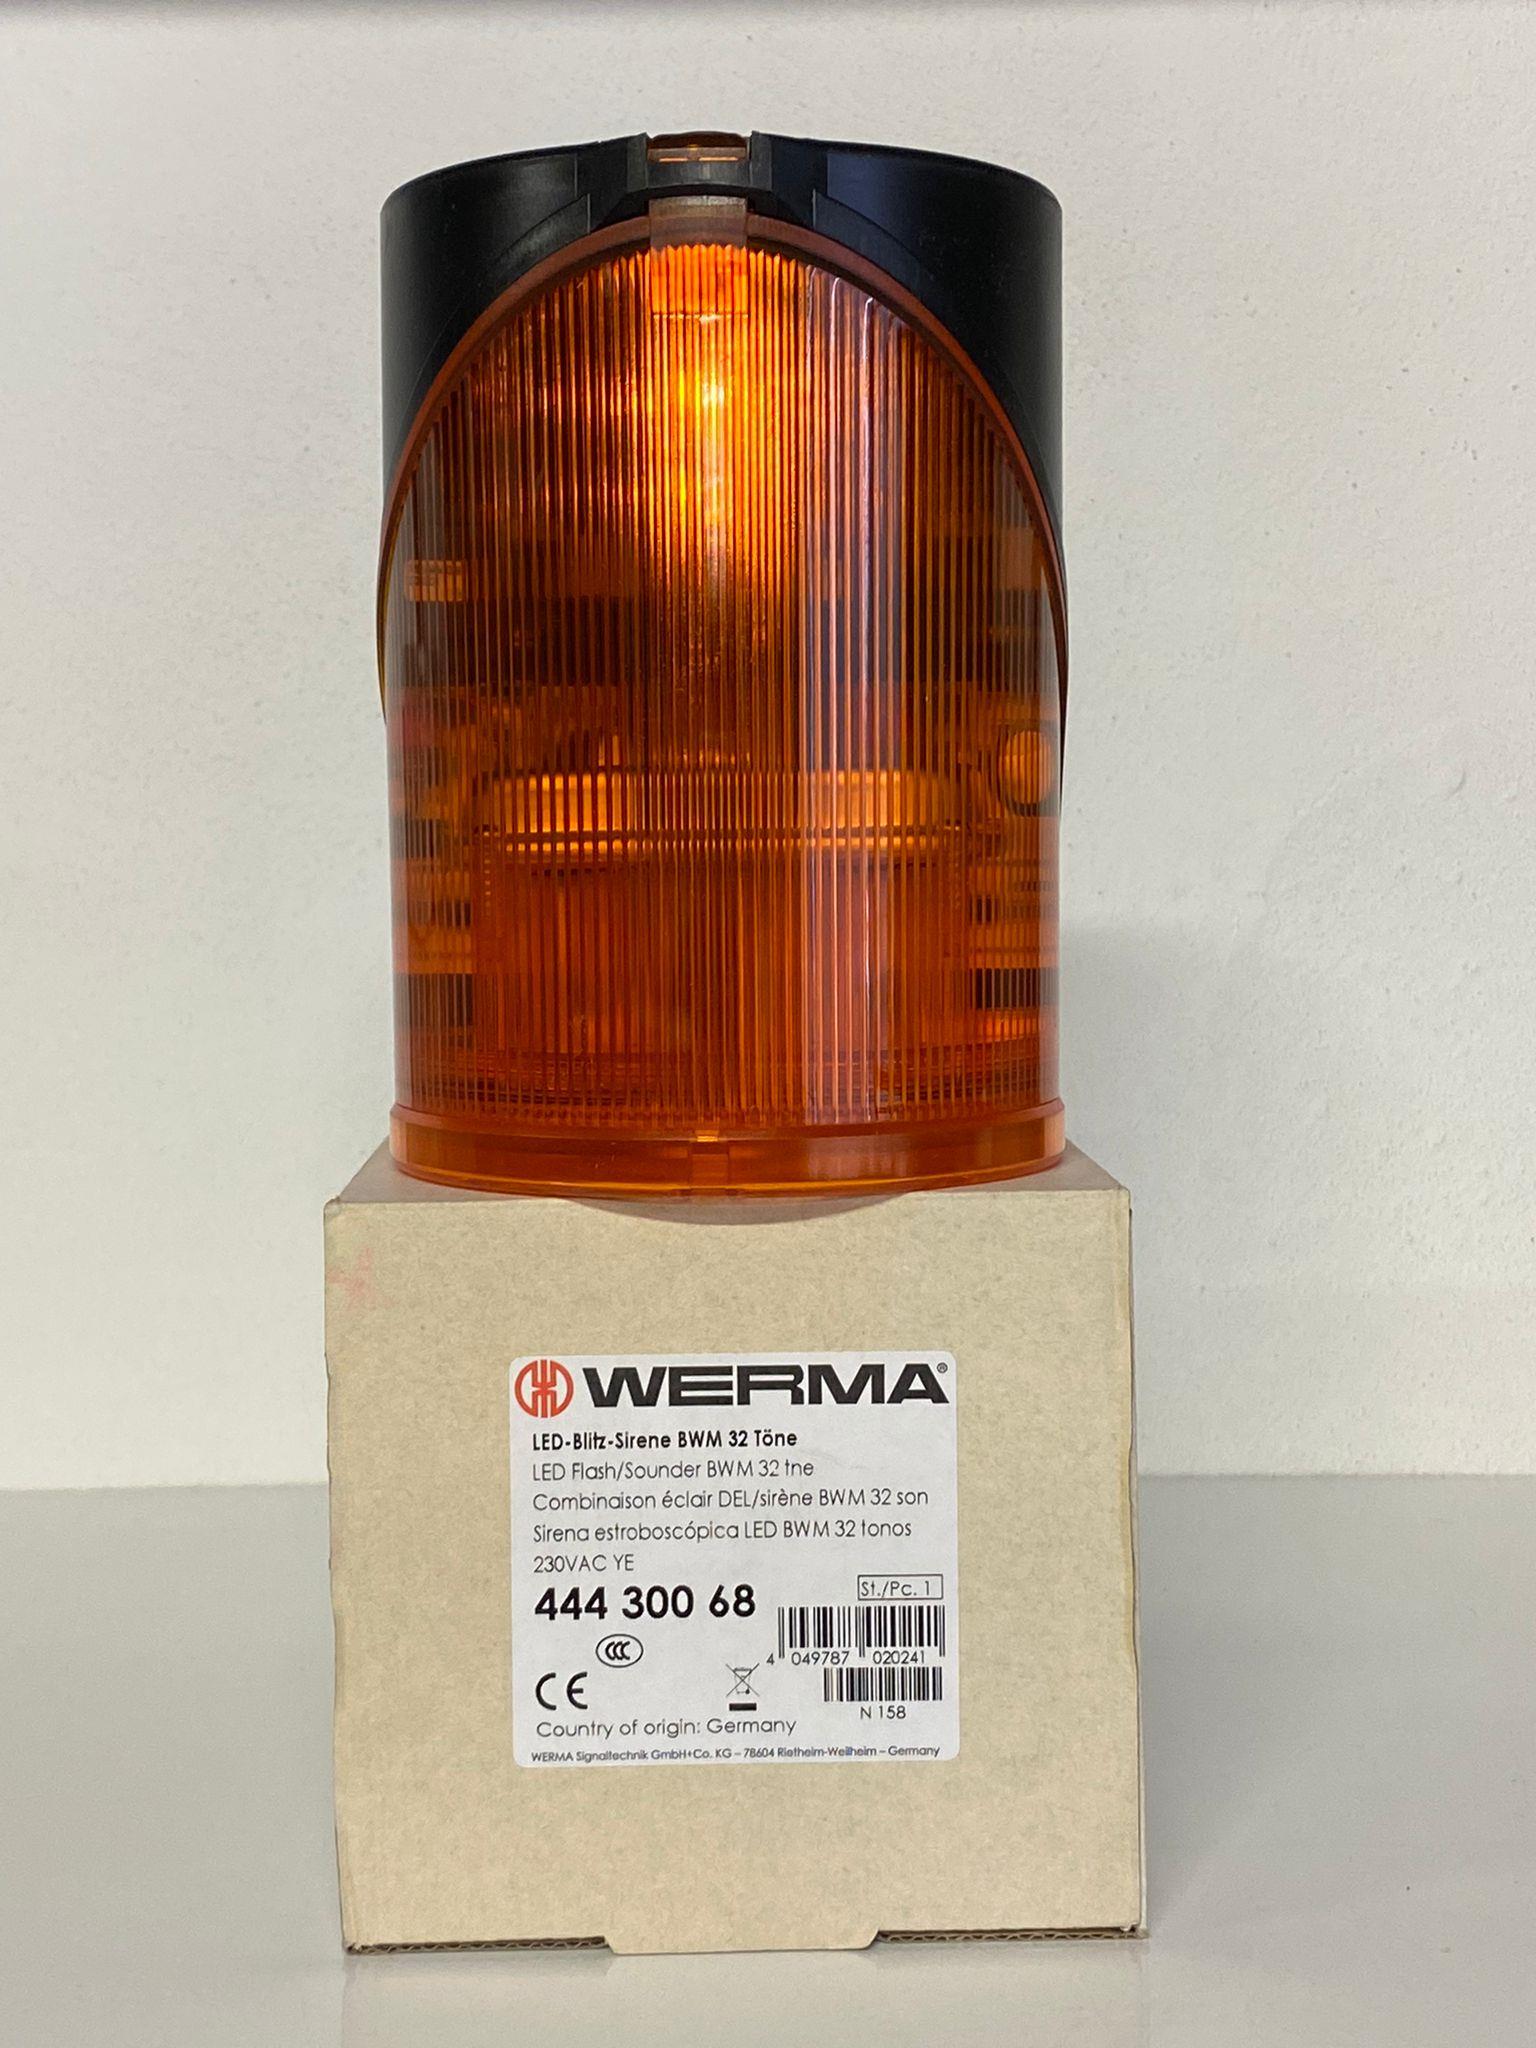 WERMA®
LED-Blitz-Sirene BWM 32 Töne
LED Flash/Sounder BWM 32 tne
Combinaison éclair DEL/sirène BWM 32 son
Sirena estroboscópica LED BWM 32 tonos
230VAC YE
444 300 68
St./Pc. 1
CCC
4 049787 020241
CE
N 158
Country of origin: Germany
WERMA Signaltechnik GmbH+Co. KG – 78604 Rietheim-Weilheim – Germany